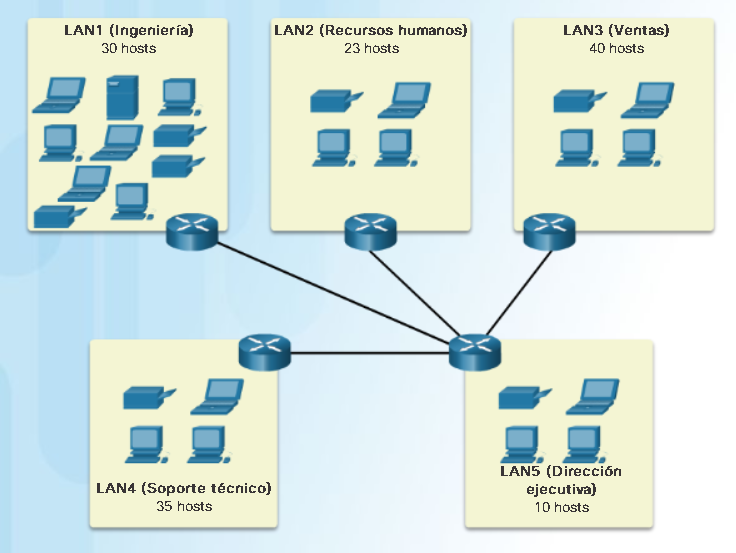 LAN1 (Ingeniería)
30 hosts
LAN2 (Recursos humanos)
23 hosts
LAN3 (Ventas)
40 hosts
LAN4 (Soporte técnico)
35 hosts
LAN5 (Dirección
ejecutiva)
10 hosts